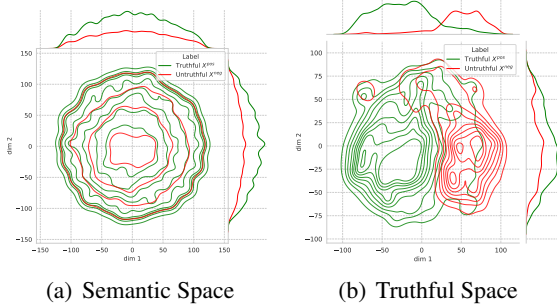 Label
Truthful X^pos
Untruthful X^neg
dim 2
150
100
50
0
−50
−100
−150
−150 −100 −50 0 50 100 150
dim 1
(a) Semantic Space
Label
Truthful X^pos
Untruthful X^neg
dim 2
100
75
50
25
0
−25
−50
−75
−100
−100 −50 0 50 100
dim 1
(b) Truthful Space